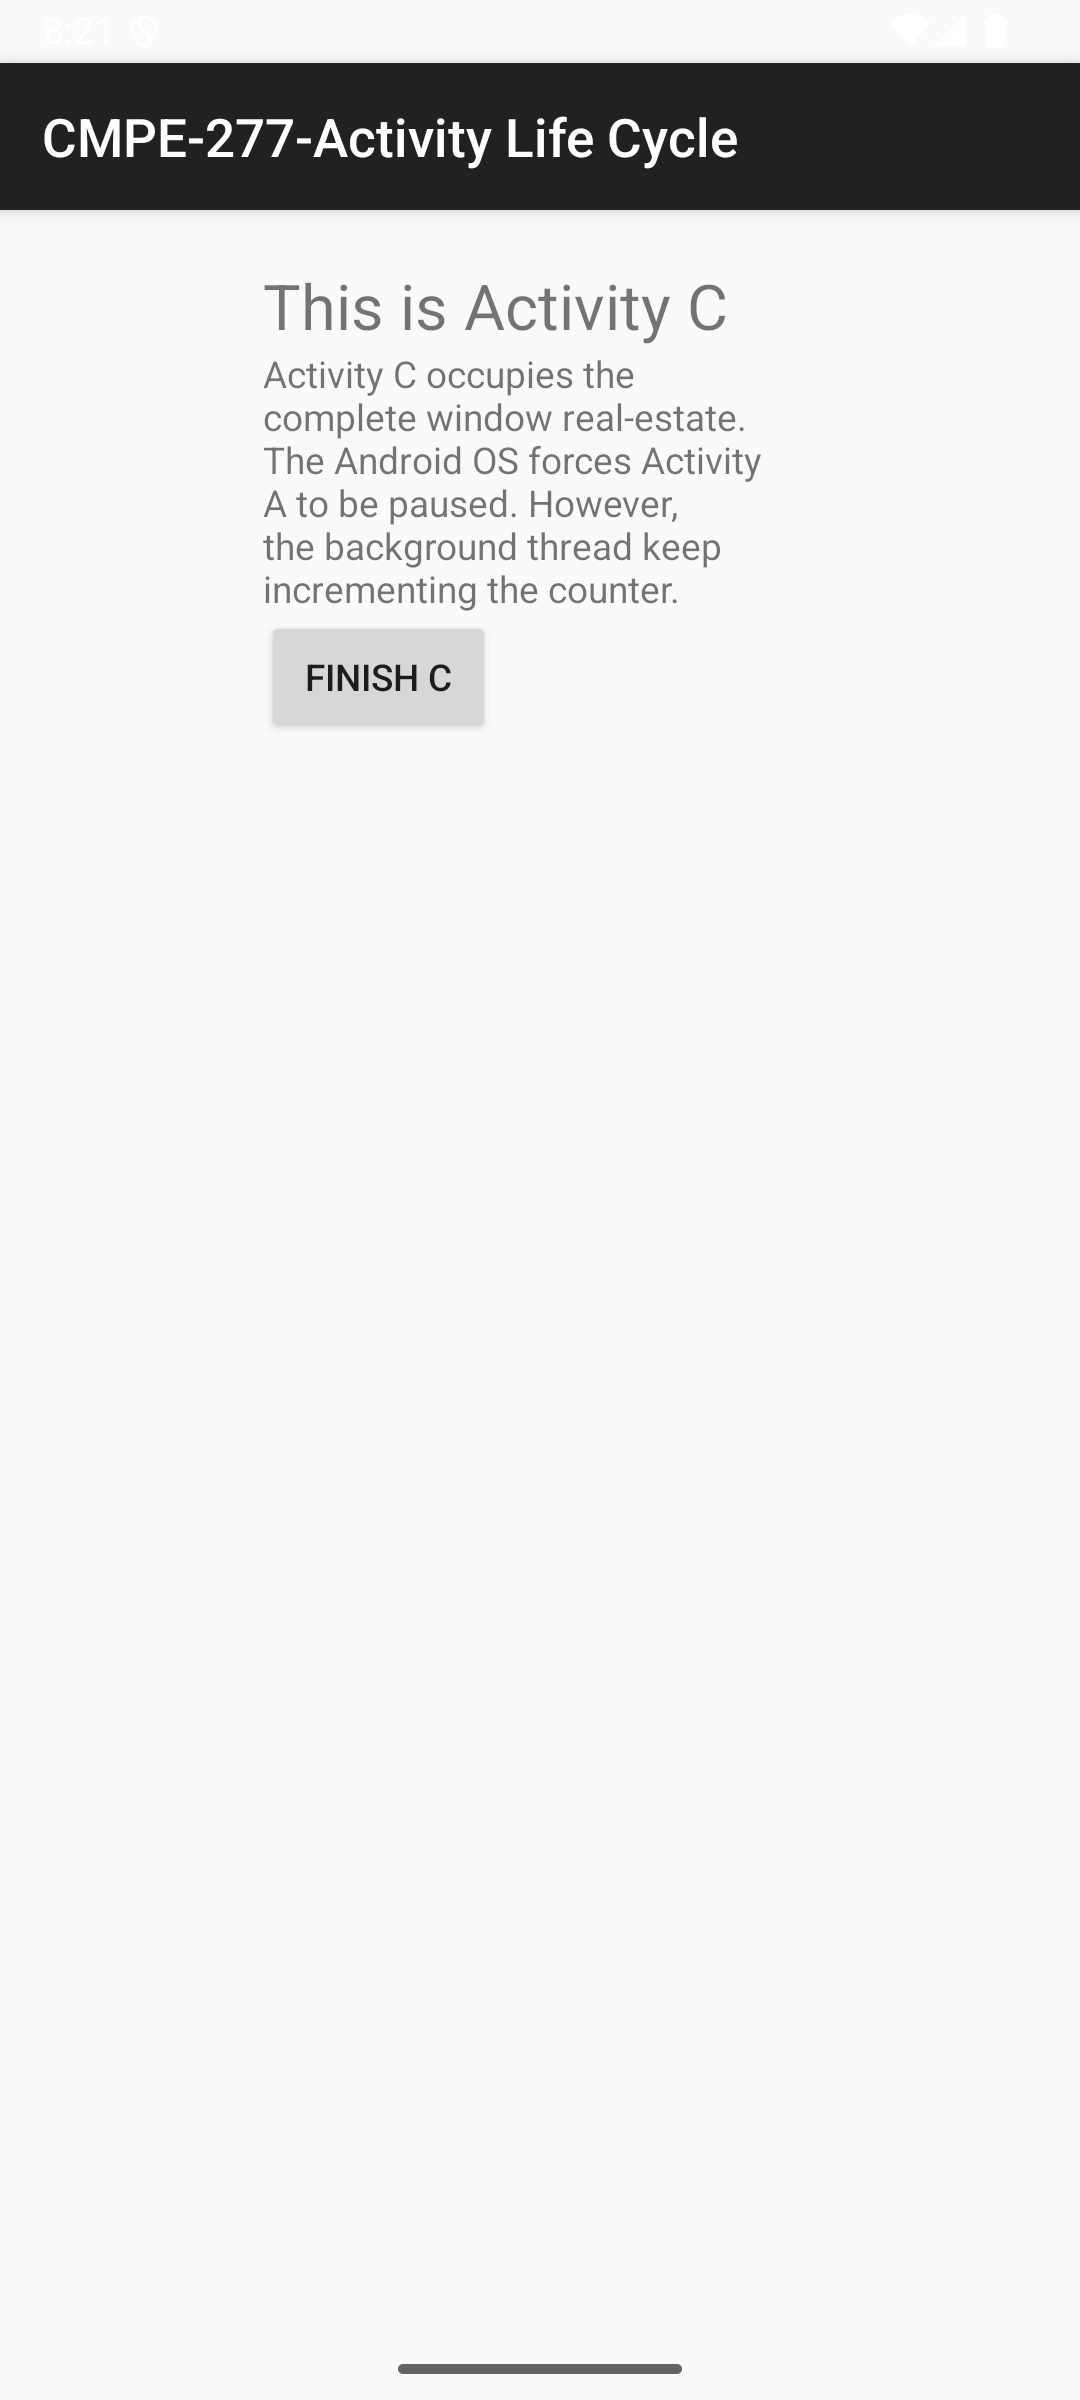 8:21
CMPE-277-Activity Life Cycle
This is Activity C
Activity C occupies the
complete window real-estate.
The Android OS forces Activity
A to be paused. However,
the background thread keep
incrementing the counter.
FINISH C